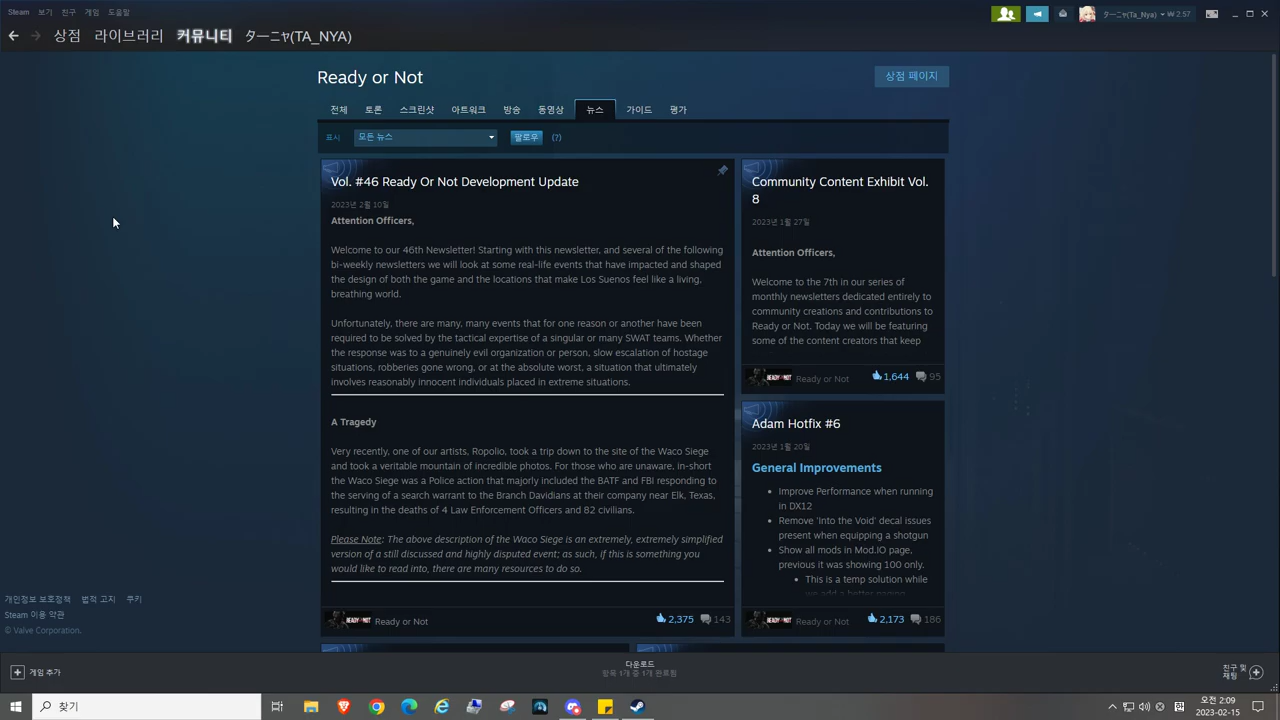 Steam 보기 친구 게임 도움말
ターニャ(Ta_Nya) ₩ 2:57
상점 라이브러리 커뮤니티 ターニャ(TA_NYA)
Ready or Not
상점 페이지
전체 토론 스크린샷 아트워크 방송 동영상 뉴스 가이드 평가
표시 모든 뉴스 팔로우 (?)
Vol. #46 Ready Or Not Development Update
2023년 2월 10일
Attention Officers,
Welcome to our 46th Newsletter! Starting with this newsletter, and several of the following
bi-weekly newsletters we will look at some real-life events that have impacted and shaped
the design of both the game and the locations that make Los Suenos feel like a living,
breathing world.
Unfortunately, there are many, many events that for one reason or another have been
required to be solved by the tactical expertise of a singular or many SWAT teams. Whether
the response was to a genuinely evil organization or person, slow escalation of hostage
situations, robberies gone wrong, or at the absolute worst, a situation that ultimately
involves reasonably innocent individuals placed in extreme situations.
A Tragedy
Very recently, one of our artists, Ropolio, took a trip down to the site of the Waco Siege
and took a veritable mountain of incredible photos. For those who are unaware, in-short
the Waco Siege was a Police action that majorly included the BATF and FBI responding to
the serving of a search warrant to the Branch Davidians at their company near Elk, Texas,
resulting in the deaths of 4 Law Enforcement Officers and 82 civilians.
Please Note: The above description of the Waco Siege is an extremely, extremely simplified
version of a still discussed and highly disputed event; as such, if this is something you
would like to read into, there are many resources to do so.
READY OR NOT Ready or Not 2,375 143
Community Content Exhibit Vol.
8
2023년 1월 27일
Attention Officers,
Welcome to the 7th in our series of
monthly newsletters dedicated entirely to
community creations and contributions to
Ready or Not. Today we will be featuring
some of the content creators that keep
READY OR NOT Ready or Not 1,644 95
Adam Hotfix #6
2023년 1월 20일
General Improvements
• Improve Performance when running
in DX12
• Remove 'Into the Void' decal issues
present when equipping a shotgun
• Show all mods in Mod.IO page,
previous it was showing 100 only.
• This is a temp solution while
we add a better paging
READY OR NOT Ready or Not 2,173 186
개인정보 보호정책 법적 고지 쿠키
Steam 이용 약관
© Valve Corporation.
게임 추가
다운로드
항목 1개 중 1개 완료됨
친구 및
채팅
찾기
오전 2:09
2023-02-15